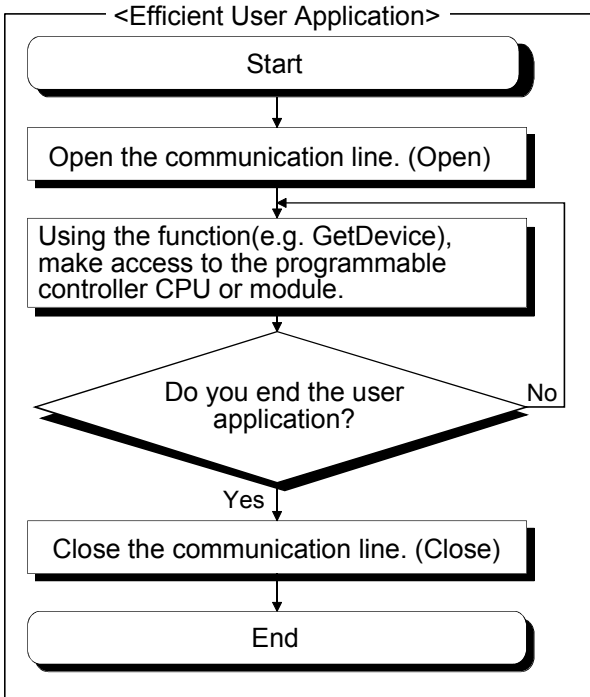 <Efficient User Application>
Start
Open the communication line. (Open)
Using the function(e.g. GetDevice),
make access to the programmable
controller CPU or module.
Do you end the user
application?
No
Yes
Close the communication line. (Close)
End